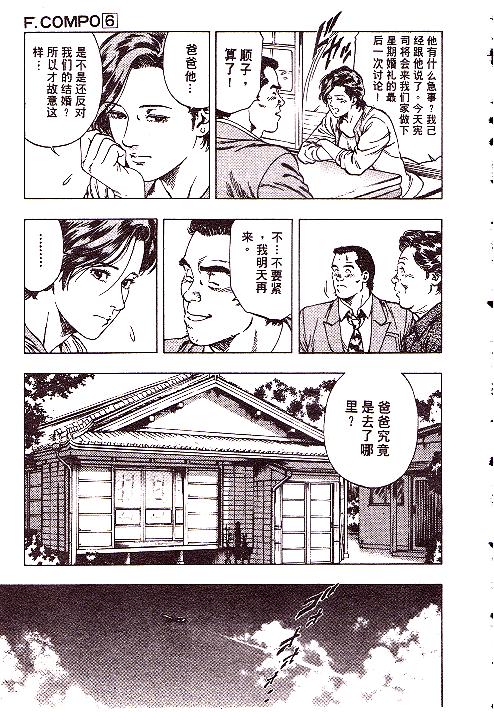 F.COMPO 6
他有什么急事？我已
经跟他说了。今天宪
司将会来我们家做下
星期婚礼的最
后一次讨论！
顺子，
算了！
爸爸他…
是不是还反对
我们的结婚？
所以才故意这
样…
不…不要紧
，我明天再
来。
………
爸爸究竟
是去了哪
里？